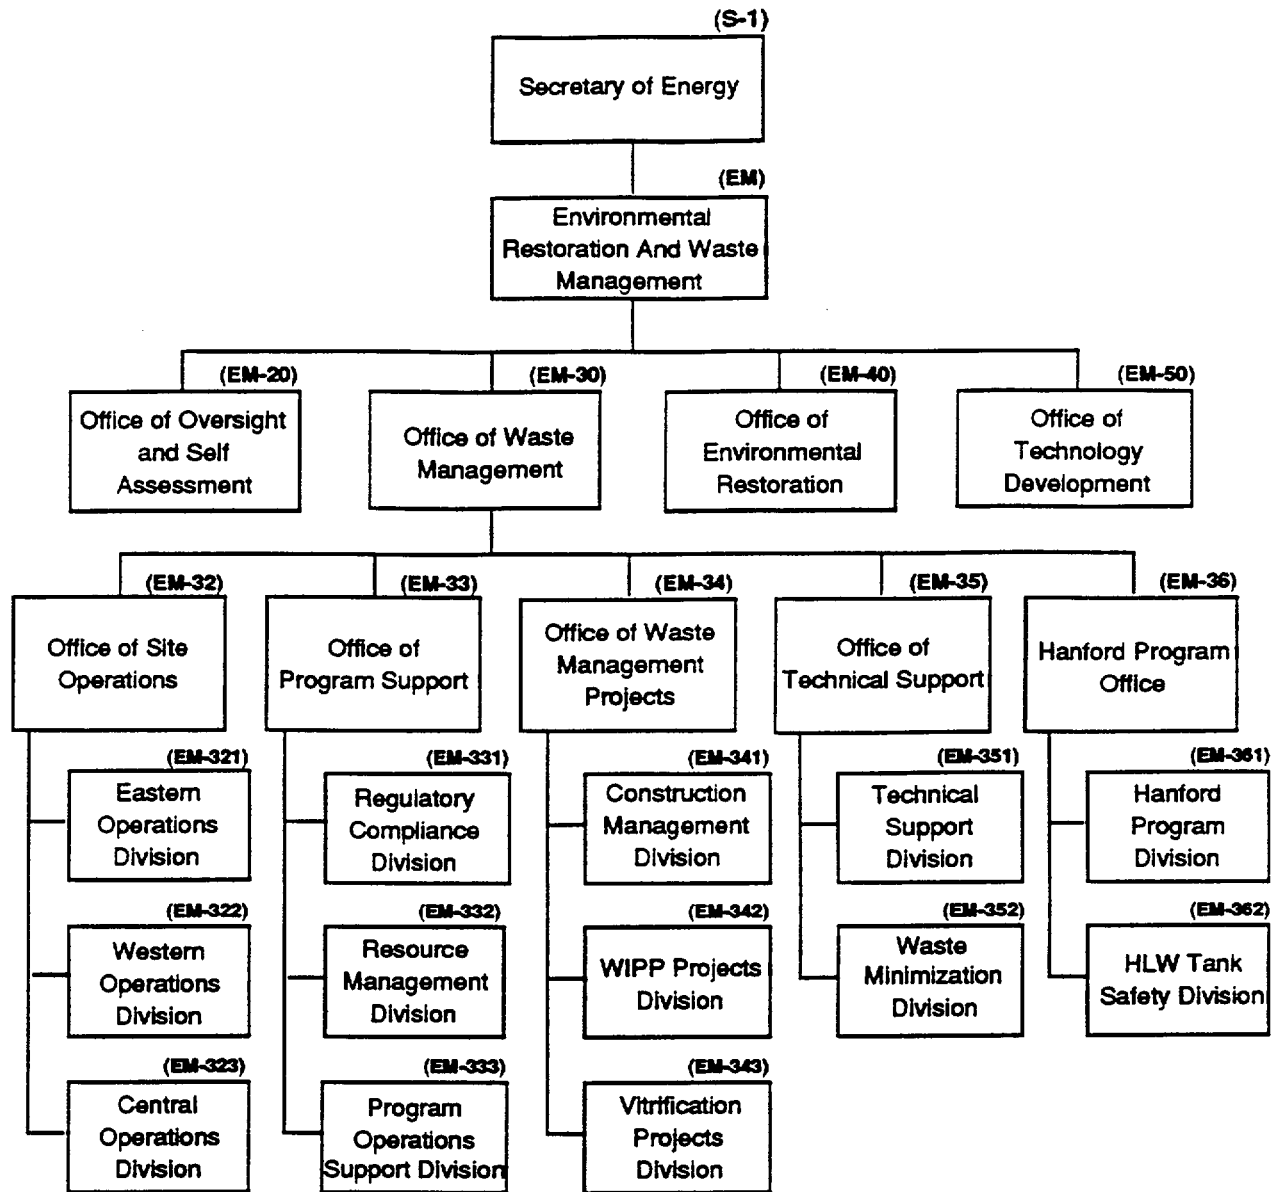 (S-1)
Secretary of Energy
(EM)
Environmental
Restoration And Waste
Management
(EM-20)
Office of Oversight
and Self
Assessment
(EM-30)
Office of Waste
Management
(EM-40)
Office of
Environmental
Restoration
(EM-50)
Office of
Technology
Development
(EM-32)
Office of Site
Operations
(EM-33)
Office of
Program Support
(EM-34)
Office of Waste
Management
Projects
(EM-35)
Office of
Technical Support
(EM-36)
Hanford Program
Office
(EM-321)
Eastern
Operations
Division
(EM-331)
Regulatory
Compliance
Division
(EM-341)
Construction
Management
Division
(EM-351)
Technical
Support
Division
(EM-361)
Hanford
Program
Division
(EM-322)
Western
Operations
Division
(EM-332)
Resource
Management
Division
(EM-342)
WIPP Projects
Division
(EM-352)
Waste
Minimization
Division
(EM-362)
HLW Tank
Safety Division
(EM-323)
Central
Operations
Division
(EM-333)
Program
Operations
Support Division
(EM-343)
Vitrification
Projects
Division